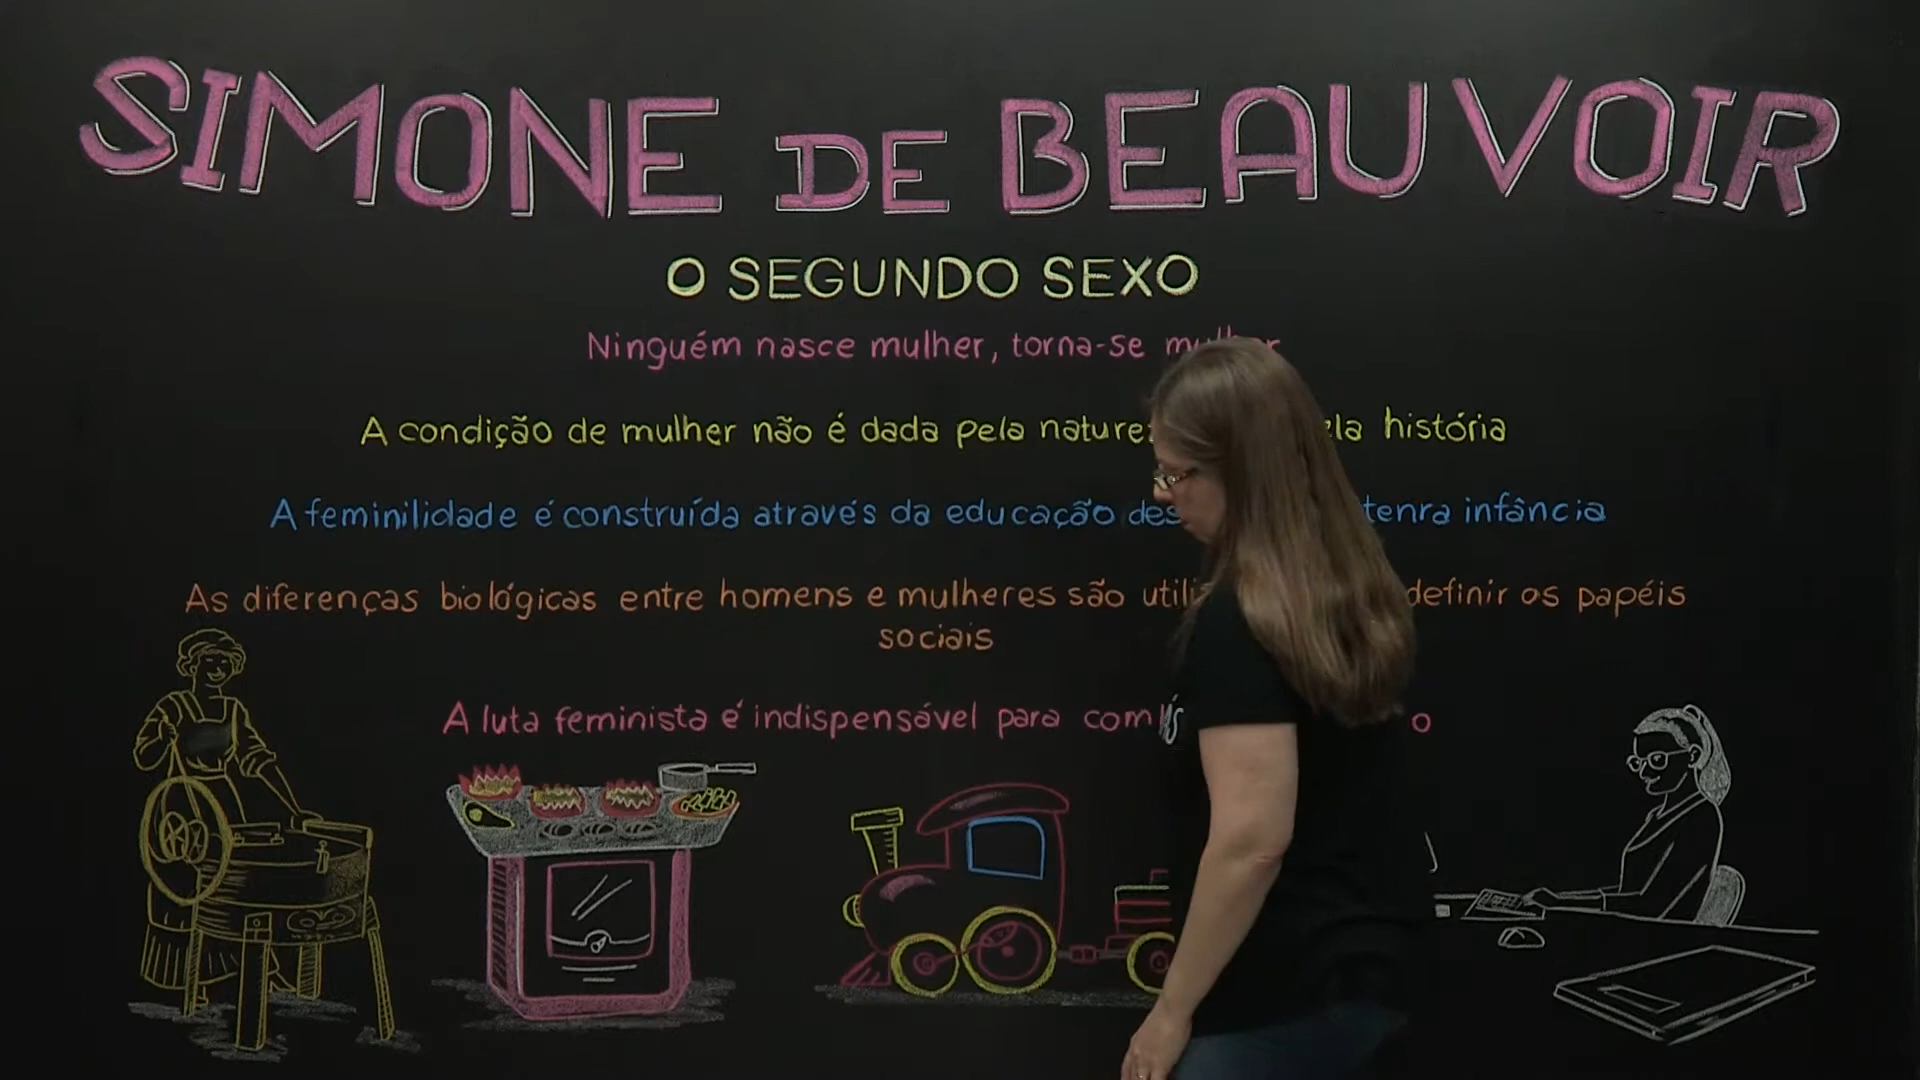 SIMONE DE BEAUVOIR
O SEGUNDO SEXO
Ninguém nasce mulher, torna-se
A condição de mulher não é dada pela história
A feminilidade é construída através da educação tenra infância
As diferenças biológicas entre homens e mulheres são definir os papéis
sociais
A luta feminista é indispensável para